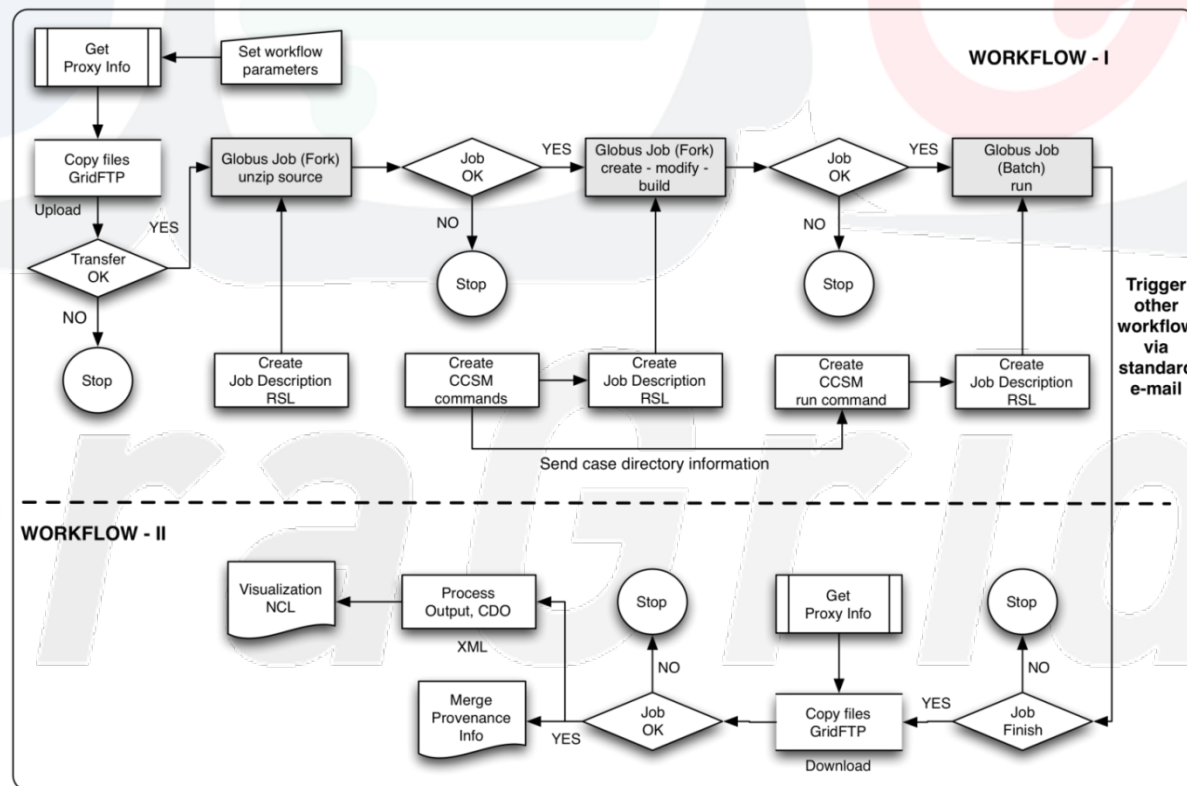 Get
Proxy Info
Set workflow
parameters
WORKFLOW - I
Copy files
GridFTP
Upload
Transfer
OK
YES
NO
Stop
Globus Job (Fork)
unzip source
Job
OK
YES
NO
Stop
Globus Job (Fork)
create - modify -
build
Job
OK
YES
NO
Stop
Globus Job
(Batch)
run
Create
Job Description
RSL
Create
CCSM
commands
Create
Job Description
RSL
Create
CCSM
run command
Create
Job Description
RSL
Send case directory information
Trigger
other
workflow
via
standard
e-mail
WORKFLOW - II
Visualization
NCL
Process
Output, CDO
XML
Stop
NO
Get
Proxy Info
Stop
NO
Merge
Provenance
Info
YES
Job
OK
Copy files
GridFTP
Download
YES
Job
Finish
raGrid